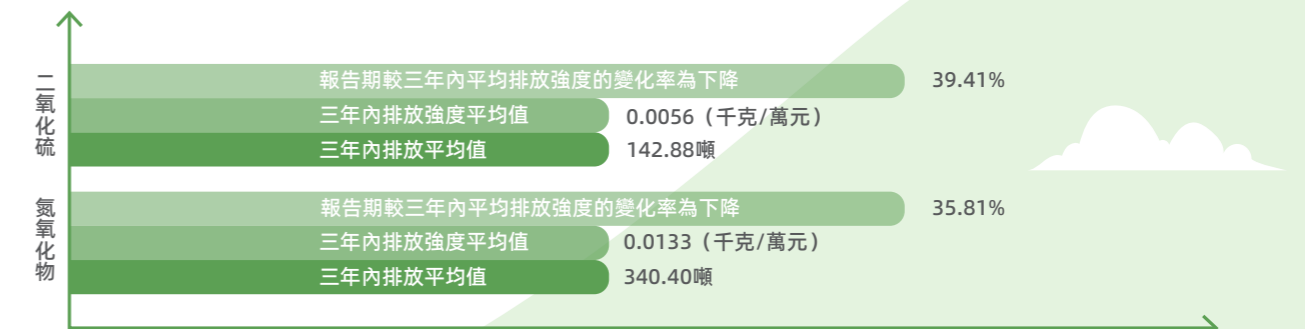 二氧化硫
報告期較三年內平均排放強度的變化率為下降 39.41%
三年內排放強度平均值 0.0056（千克/萬元）
三年內排放平均值 142.88噸
氮氧化物
報告期較三年內平均排放強度的變化率為下降 35.81%
三年內排放強度平均值 0.0133（千克/萬元）
三年內排放平均值 340.40噸